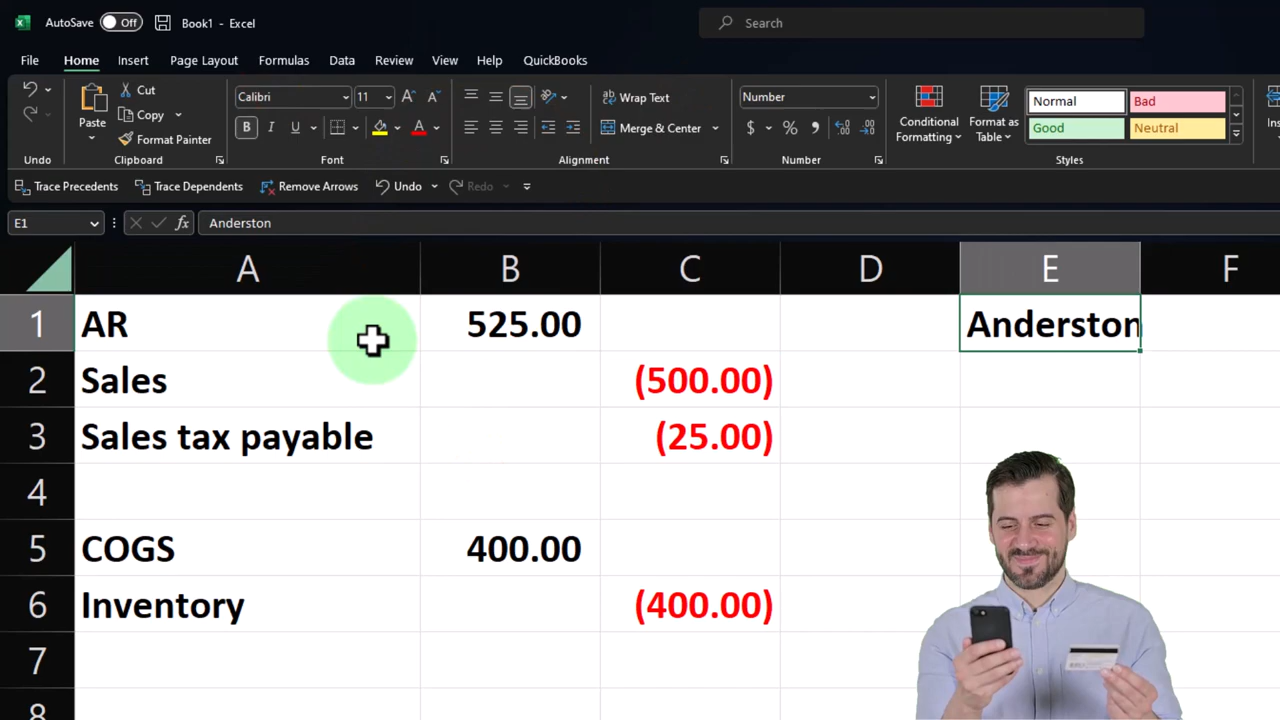 AutoSave Off Book1 - Excel Search
File Home Insert Page Layout Formulas Data Review View Help QuickBooks
Paste Cut Copy Format Painter
Calibri 11 A A
B I U A
ab Wrap Text
Merge & Center
Number
$ %
Conditional Formatting
Format as Table
Normal Bad
Good Neutral
Ins
Undo Clipboard Font Alignment Number Styles
Trace Precedents Trace Dependents Remove Arrows Undo Redo
E1 fx Anderston
A B C D E F
1 AR 525.00 Anderston
2 Sales (500.00)
3 Sales tax payable (25.00)
4
5 COGS 400.00
6 Inventory (400.00)
7
8